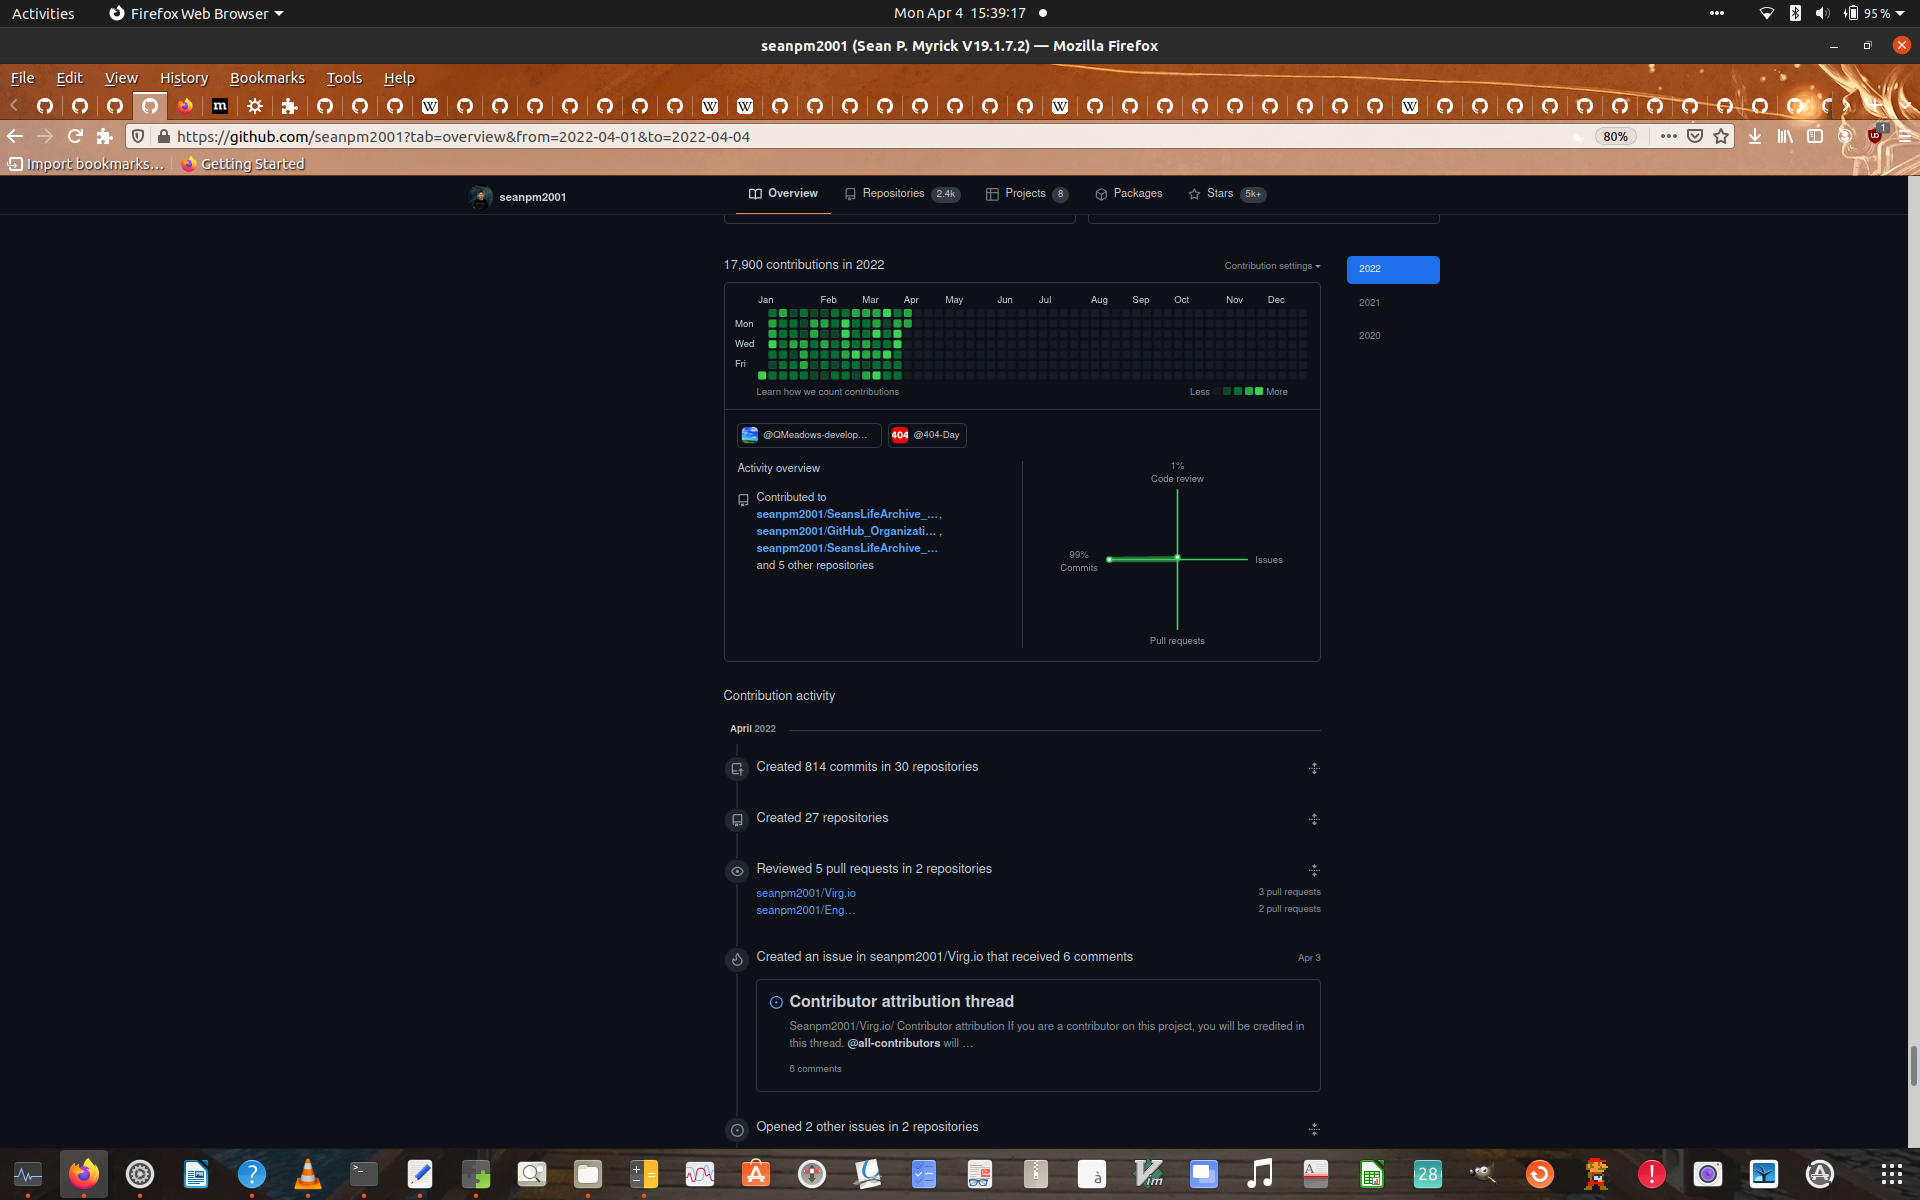 Activities
Firefox Web Browser
Mon Apr 4 15:39:17
95 %
seanpm2001 (Sean P. Myrick V19.1.7.2) — Mozilla Firefox
File Edit View History Bookmarks Tools Help
https://github.com/seanpm2001?tab=overview&from=2022-04-01&to=2022-04-04
80%
1
Import bookmarks...
Getting Started
seanpm2001
Overview
Repositories 2.4k
Projects 8
Packages
Stars 5k+
17,900 contributions in 2022
Contribution settings
2022
2021
2020
Jan Feb Mar Apr May Jun Jul Aug Sep Oct Nov Dec
Mon
Wed
Fri
Learn how we count contributions
Less More
@QMeadows-develop...
404 @404-Day
Activity overview
Contributed to
seanpm2001/SeansLifeArchive_...,
seanpm2001/GitHub_Organizati... ,
seanpm2001/SeansLifeArchive_...
and 5 other repositories
1%
Code review
99%
Commits
Issues
Pull requests
Contribution activity
April 2022
Created 814 commits in 30 repositories
Created 27 repositories
Reviewed 5 pull requests in 2 repositories
seanpm2001/Virg.io 3 pull requests
seanpm2001/Eng... 2 pull requests
Created an issue in seanpm2001/Virg.io that received 6 comments Apr 3
Contributor attribution thread
Seanpm2001/Virg.io/ Contributor attribution If you are a contributor on this project, you will be credited in
this thread. @all-contributors will ...
6 comments
Opened 2 other issues in 2 repositories
28